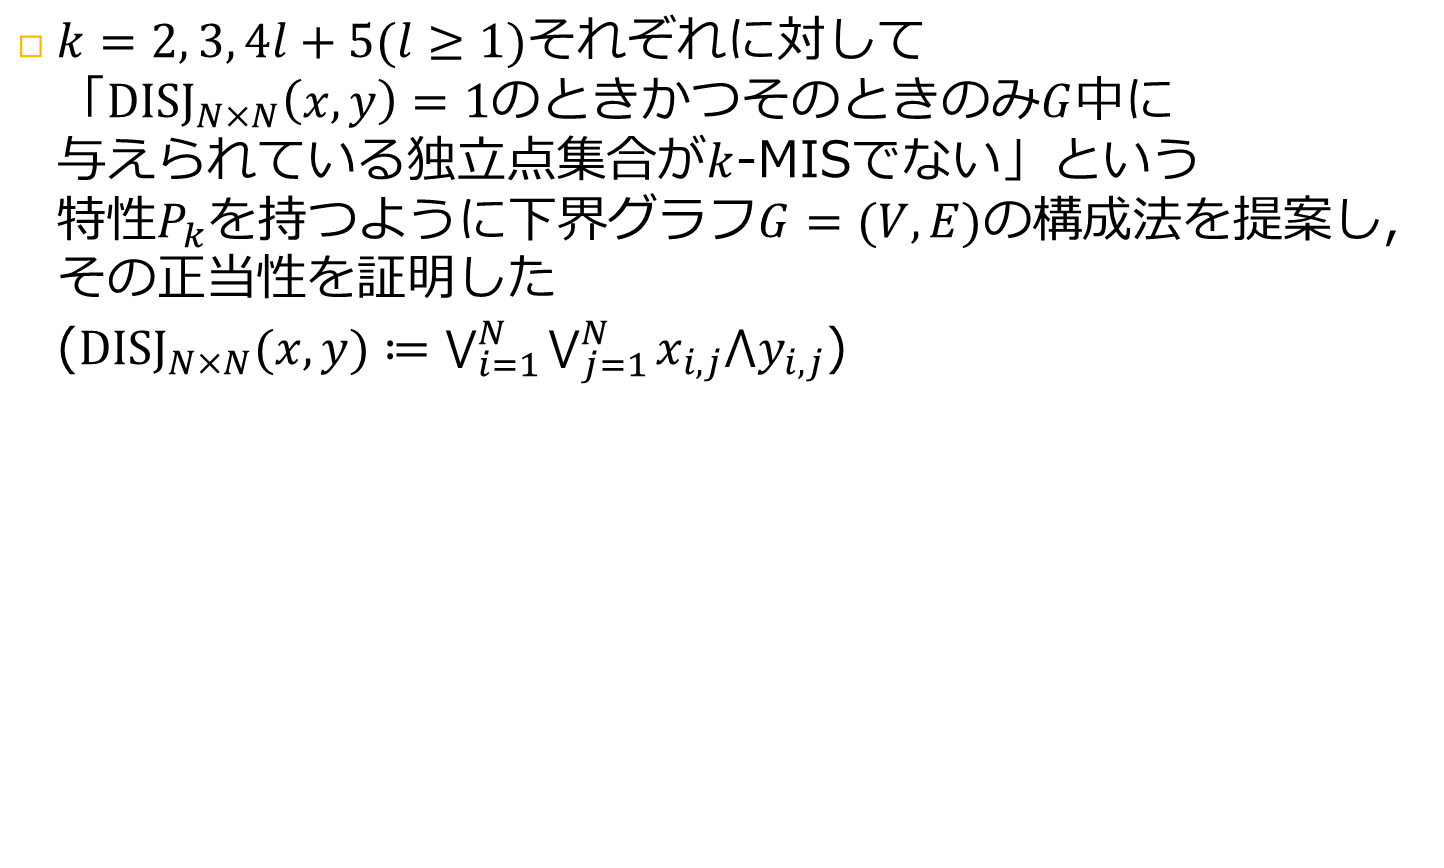 k = 2, 3, 4l + 5(l ≥ 1)それぞれに対して
「DISJ_{N×N}(x, y) = 1のときかつそのときのみG中に
与えられている独立点集合がk-MISでない」という
特性P_kを持つように下界グラフG = (V, E)の構成法を提案し,
その正当性を証明した
(DISJ_{N×N}(x, y) ≔ ⋁_{i=1}^{N} ⋁_{j=1}^{N} x_{i,j}⋀y_{i,j})